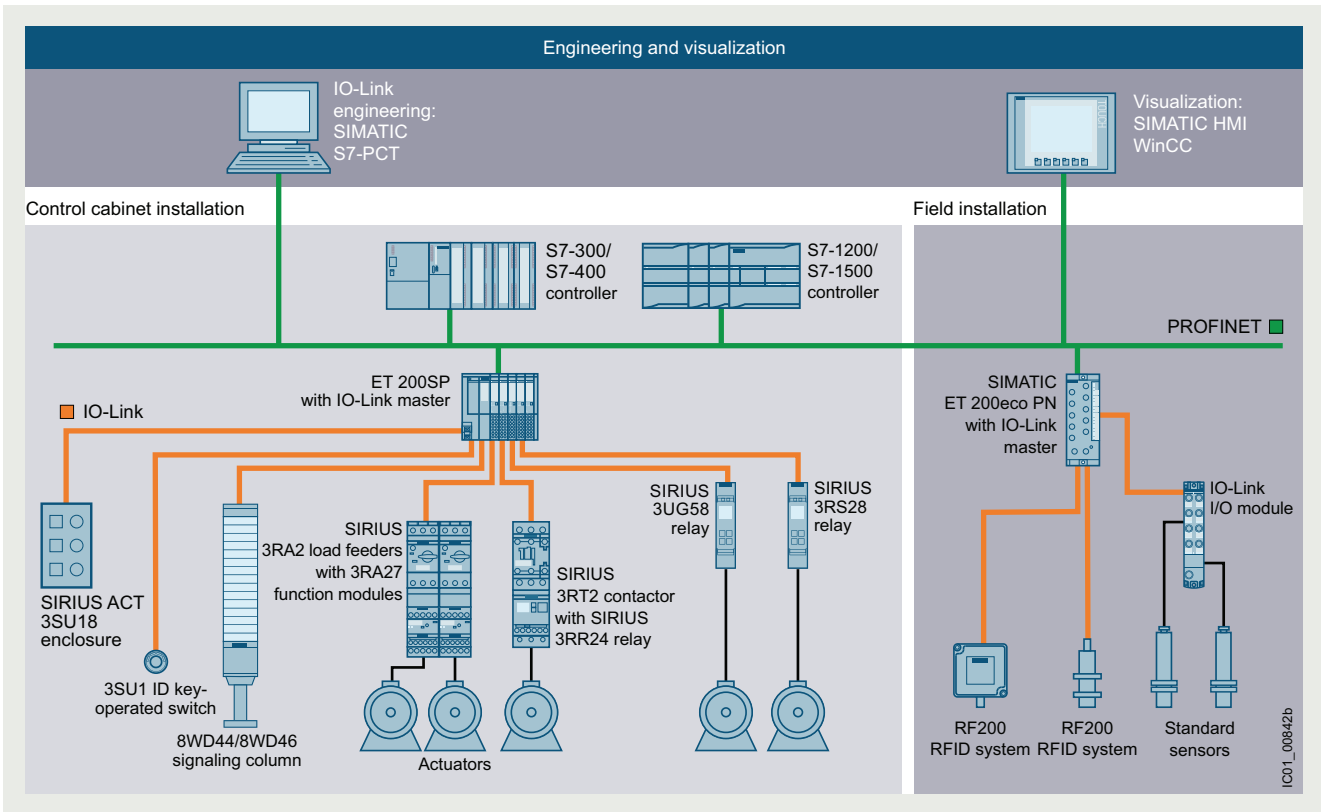 Engineering and visualization
IO-Link
engineering:
SIMATIC
S7-PCT
TOUCH
Visualization:
SIMATIC HMI
WinCC
Control cabinet installation
Field installation
S7-300/
S7-400
controller
S7-1200/
S7-1500
controller
PROFINET
ET 200SP
with IO-Link master
SIMATIC
ET 200eco PN
with IO-Link
master
IO-Link
SIRIUS ACT
3SU18
enclosure
3SU1 ID key-
operated switch
8WD44/8WD46
signaling column
SIRIUS
3RA2 load feeders
with 3RA27
function modules
SIRIUS
3RT2 contactor
with SIRIUS
3RR24 relay
SIRIUS
3UG58
relay
SIRIUS
3RS28
relay
Actuators
IO-Link
I/O module
RF200
RFID system
RF200
RFID system
Standard
sensors
IC01_00842b